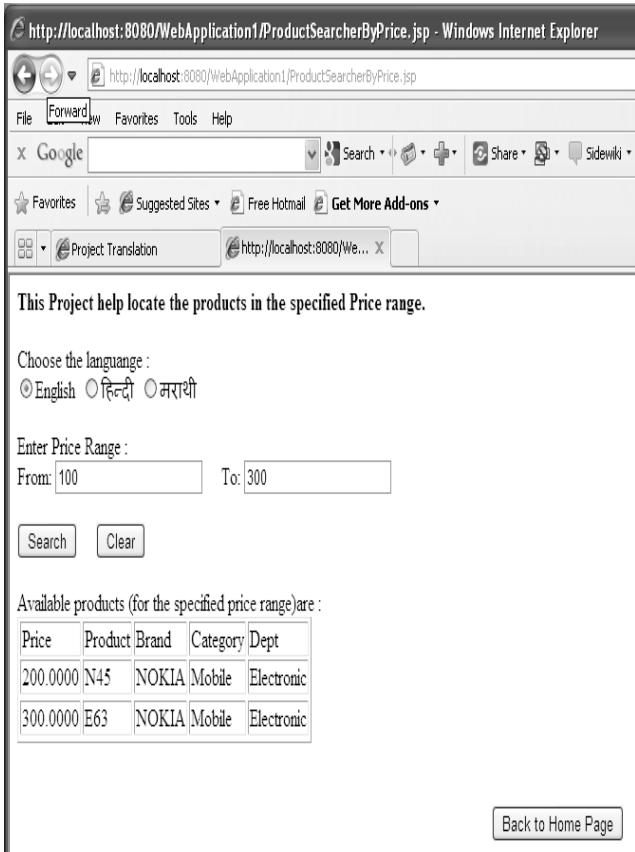 http://localhost:8080/WebApplication1/ProductSearcherByPrice.jsp - Windows Internet Explorer
http://localhost:8080/WebApplication1/ProductSearcherByPrice.jsp
File Forward Favorites Tools Help
x Google Search Share Sidewiki
Favorites Suggested Sites Free Hotmail Get More Add-ons
Project Translation http://localhost:8080/We... X
This Project help locate the products in the specified Price range.
Choose the languange :
English हिन्दी मराथी
Enter Price Range :
From: 100 To: 300
Search Clear
Available products (for the specified price range)are :
Price Product Brand Category Dept
200.0000 N45 NOKIA Mobile Electronic
300.0000 E63 NOKIA Mobile Electronic
Back to Home Page